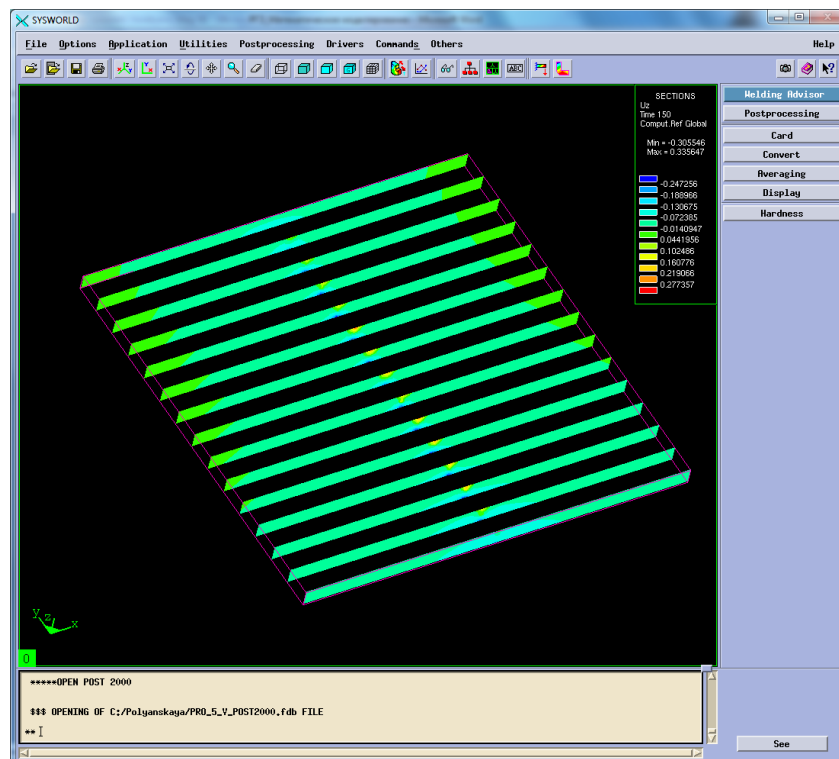 SYSWORLD
File Options Application Utilities Postprocessing Drivers Commands Others Help
ABC
SECTIONS
Uz
Time 150
Comput.Ref Global
Min = -0.305546
Max = 0.335647
-0.247256
-0.188966
-0.130675
-0.072385
-0.0140947
0.0441956
0.102486
0.160776
0.219066
0.277357
Welding Advisor
Postprocessing
Card
Convert
Averaging
Display
Hardness
y z x
0
*****OPEN POST 2000
$$$ OPENING OF C:/Polyanskaya/PRO_5_V_POST2000.fdb FILE
**
See